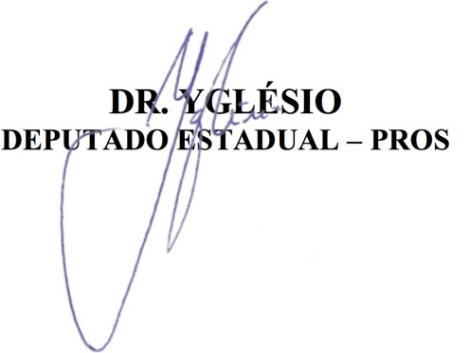 DR. YGLÉSIO
DEPUTADO ESTADUAL – PROS